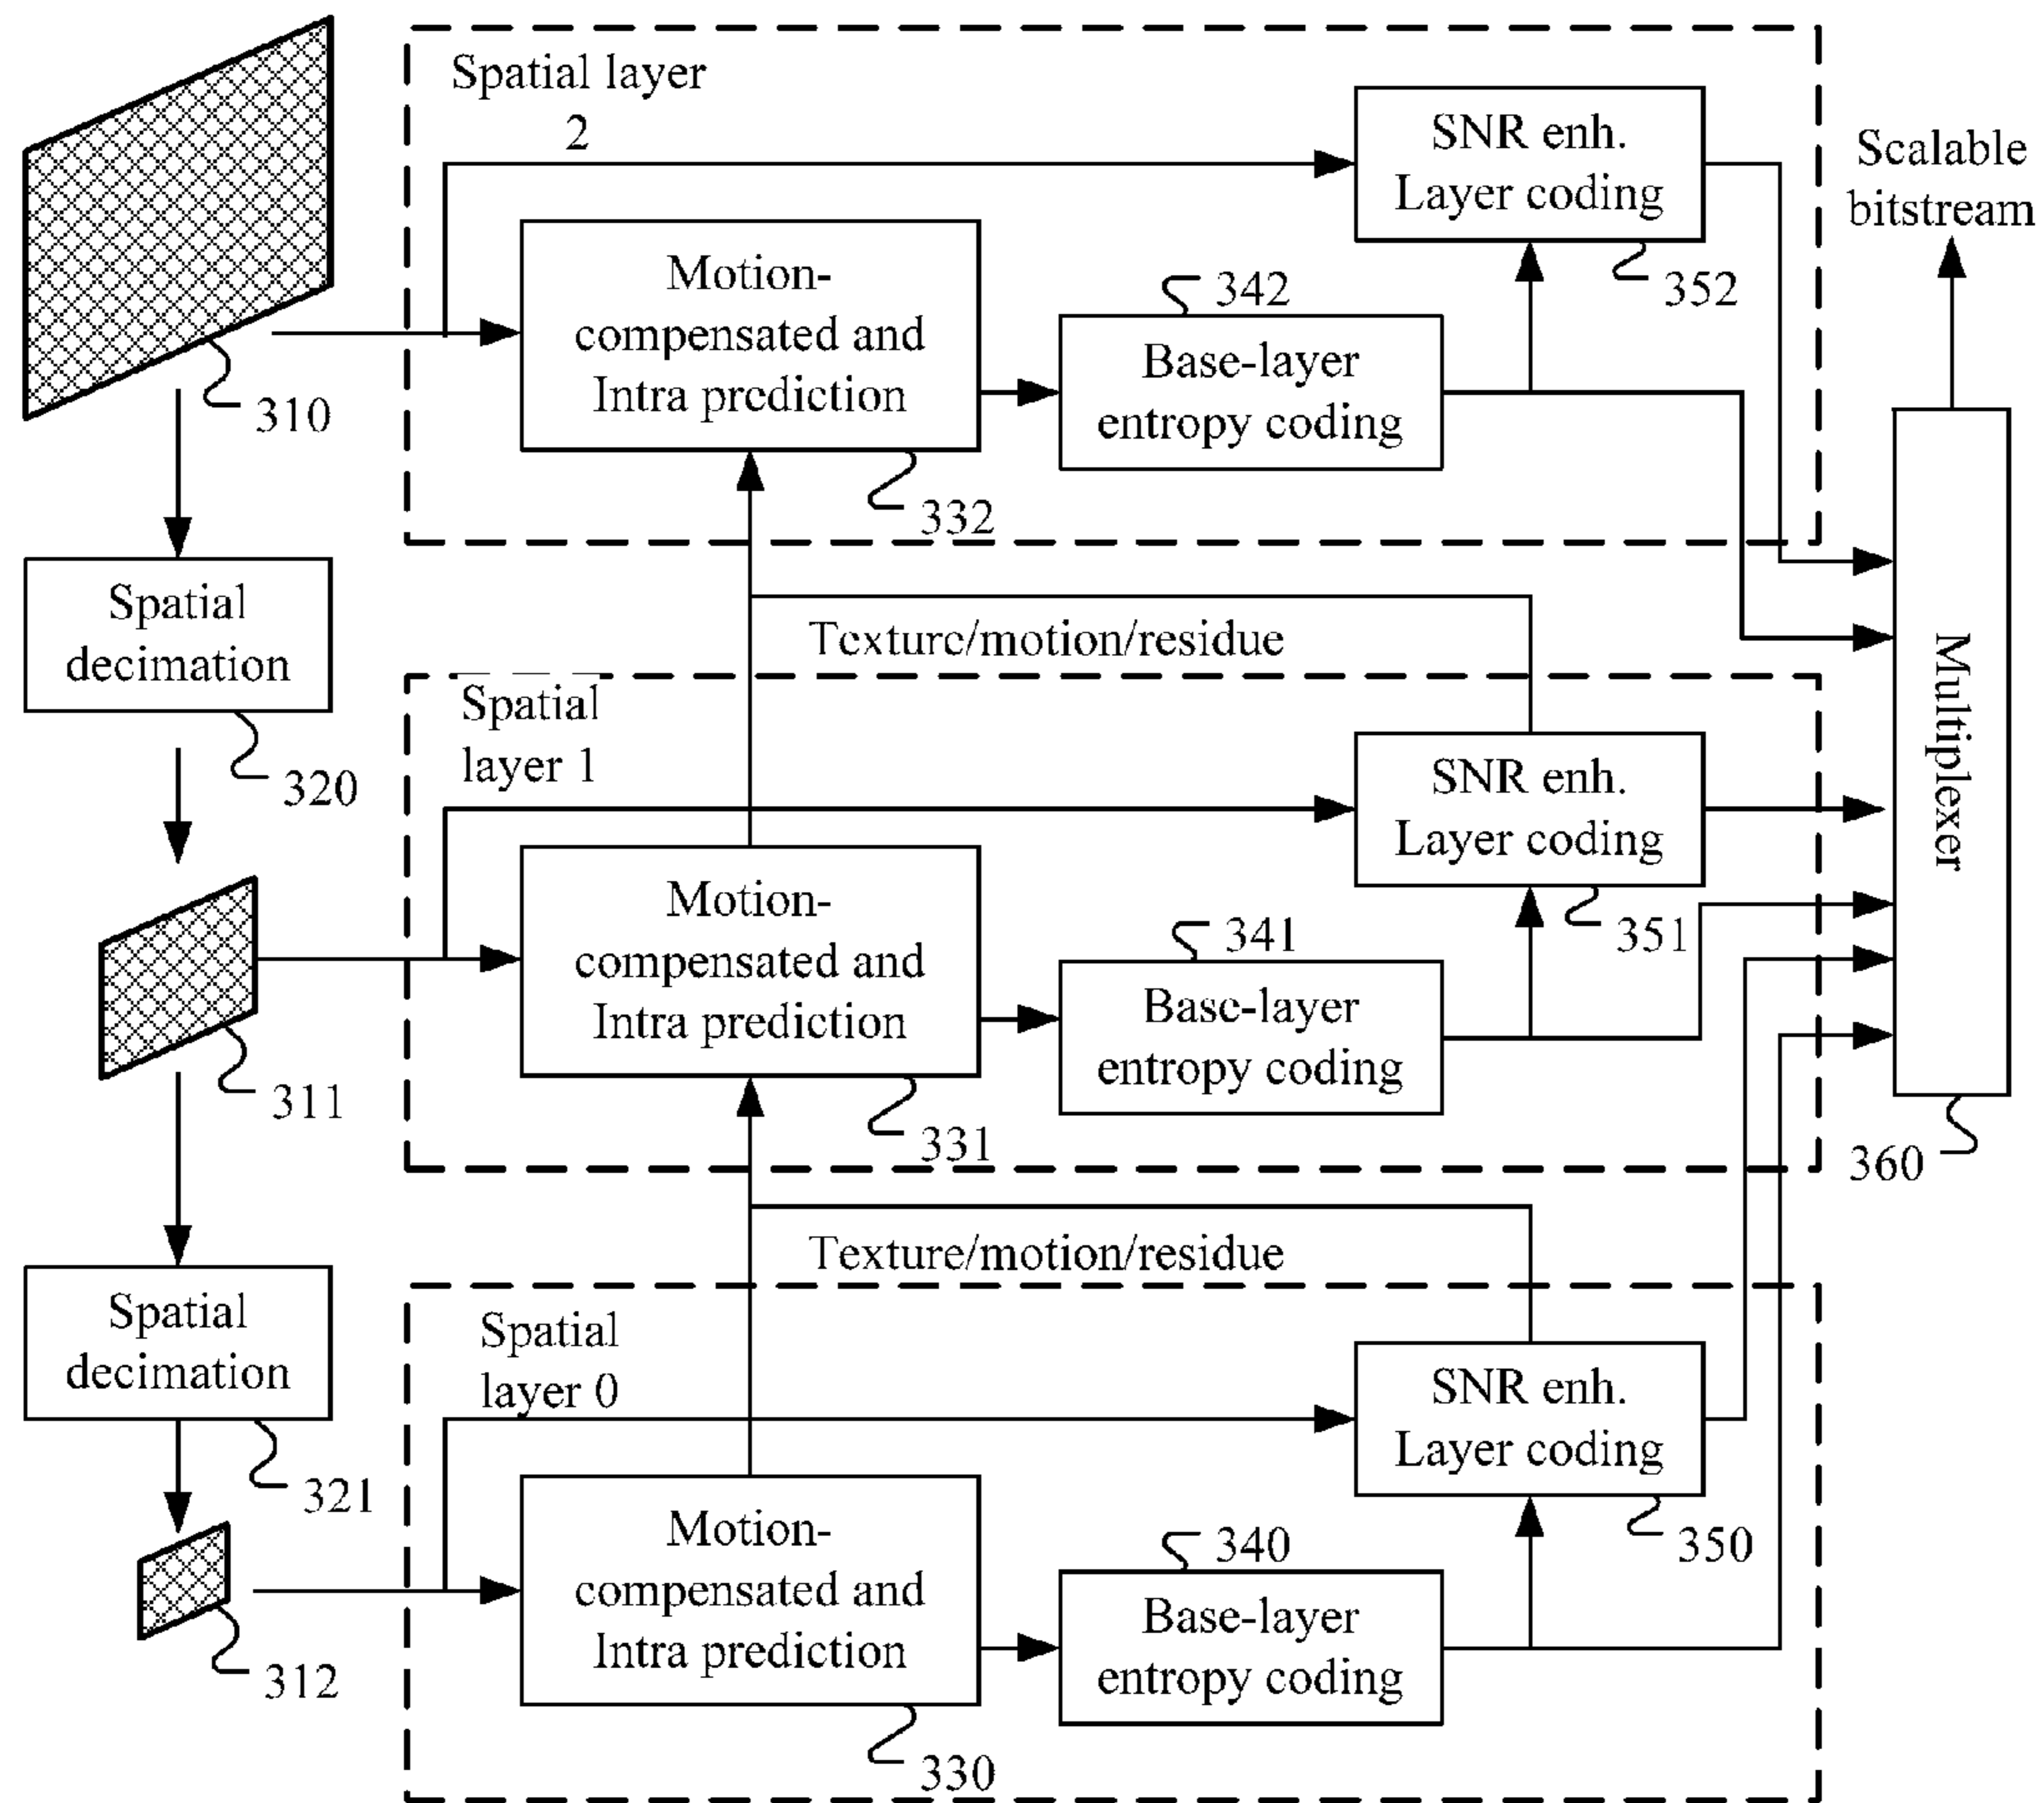 Spatial layer
2
SNR enh.
Layer coding
352
Scalable
bitstream
Motion-
compensated and
Intra prediction
332
342
Base-layer
entropy coding
310
Spatial
decimation
320
Texture/motion/residue
Multiplexer
360
Spatial
layer 1
SNR enh.
Layer coding
351
Motion-
compensated and
Intra prediction
331
341
Base-layer
entropy coding
311
Texture/motion/residue
Spatial
decimation
321
Spatial
layer 0
SNR enh.
Layer coding
350
Motion-
compensated and
Intra prediction
330
340
Base-layer
entropy coding
312